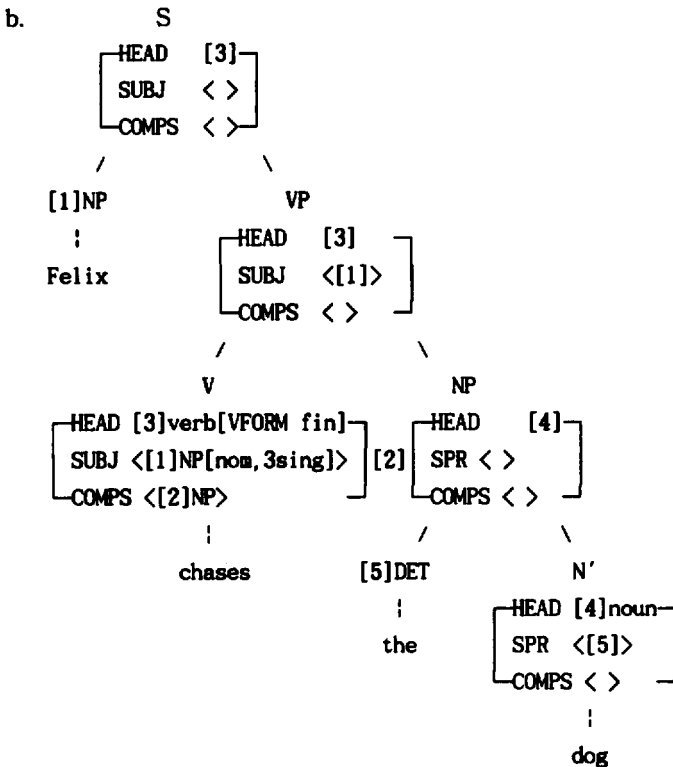 b. S
HEAD [3]
SUBJ < >
COMPS < >
/ \
[1]NP VP
¦ HEAD [3]
Felix SUBJ <[1]>
COMPS < >
/ \
V NP
HEAD [3]verb[VFORM fin] HEAD [4]
SUBJ <[1]NP[nom,3sing]> [2] SPR < >
COMPS <[2]NP> COMPS < >
¦ / \
chases [5]DET N′
¦ HEAD [4]noun
the SPR <[5]>
COMPS < >
¦
dog